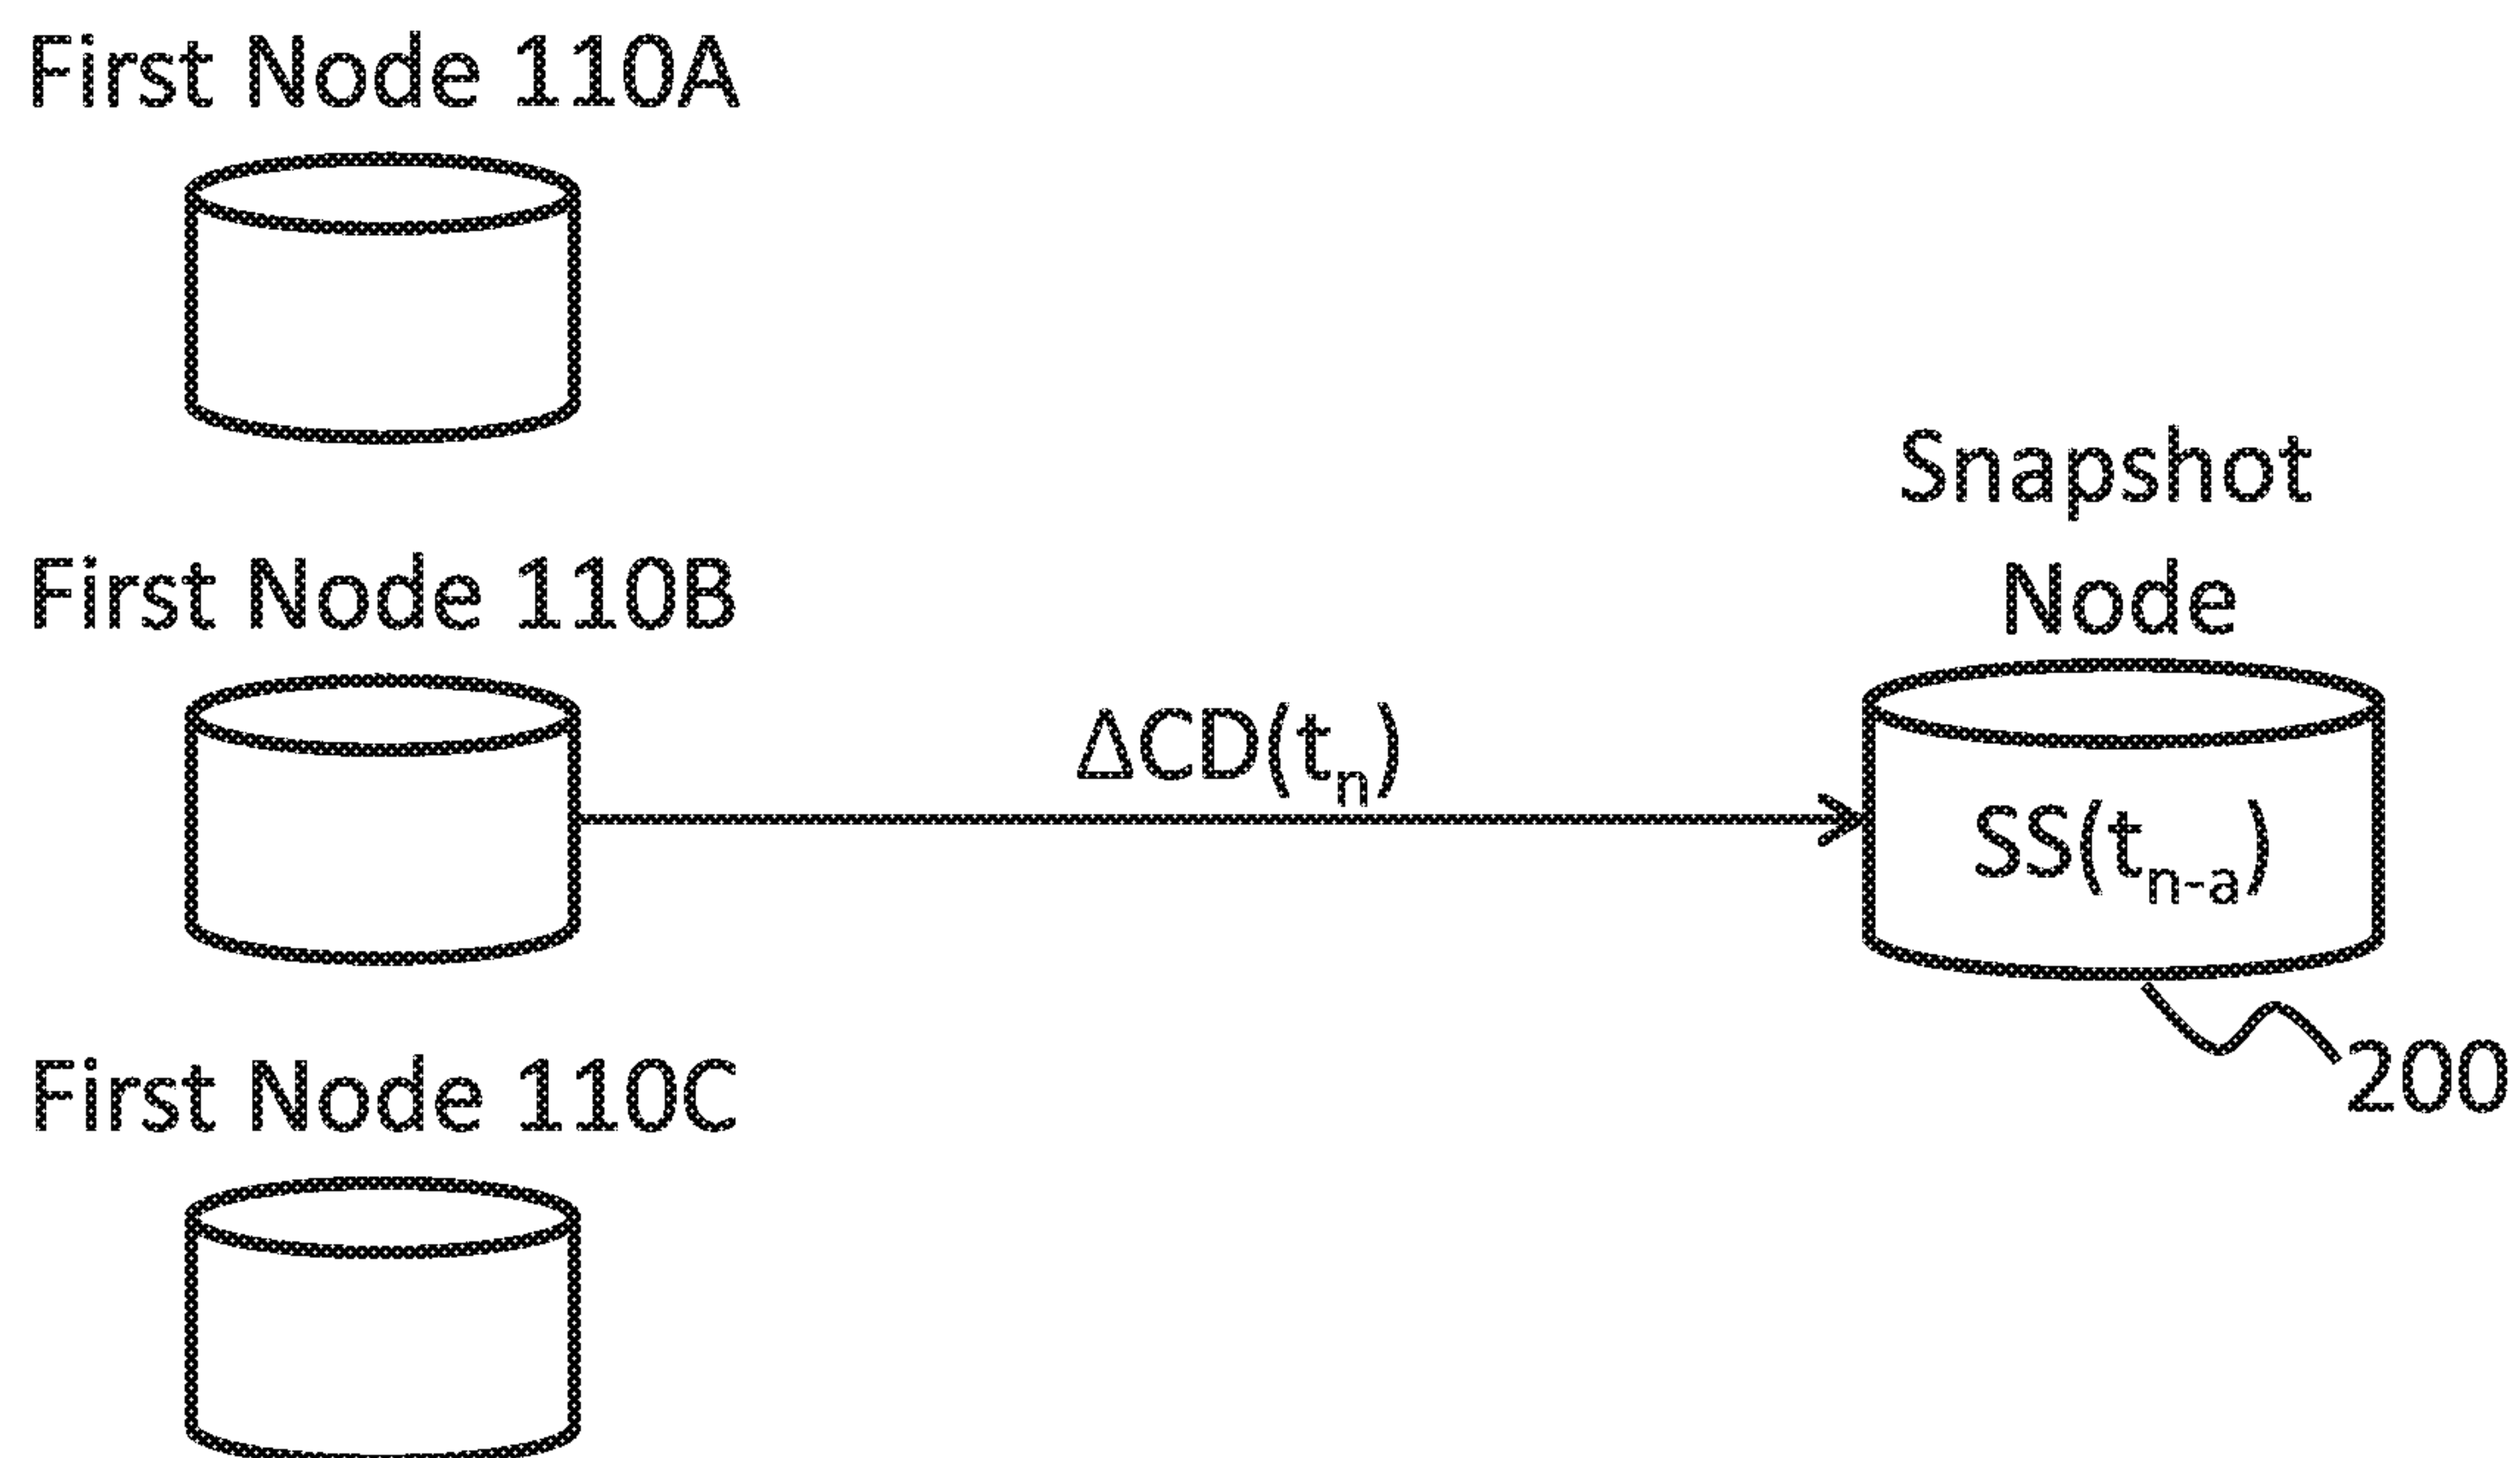 First Node 110A
Snapshot
Node
First Node 110B
ΔCD(tₙ)
SS(tₙ₋ₐ)
First Node 110C
200